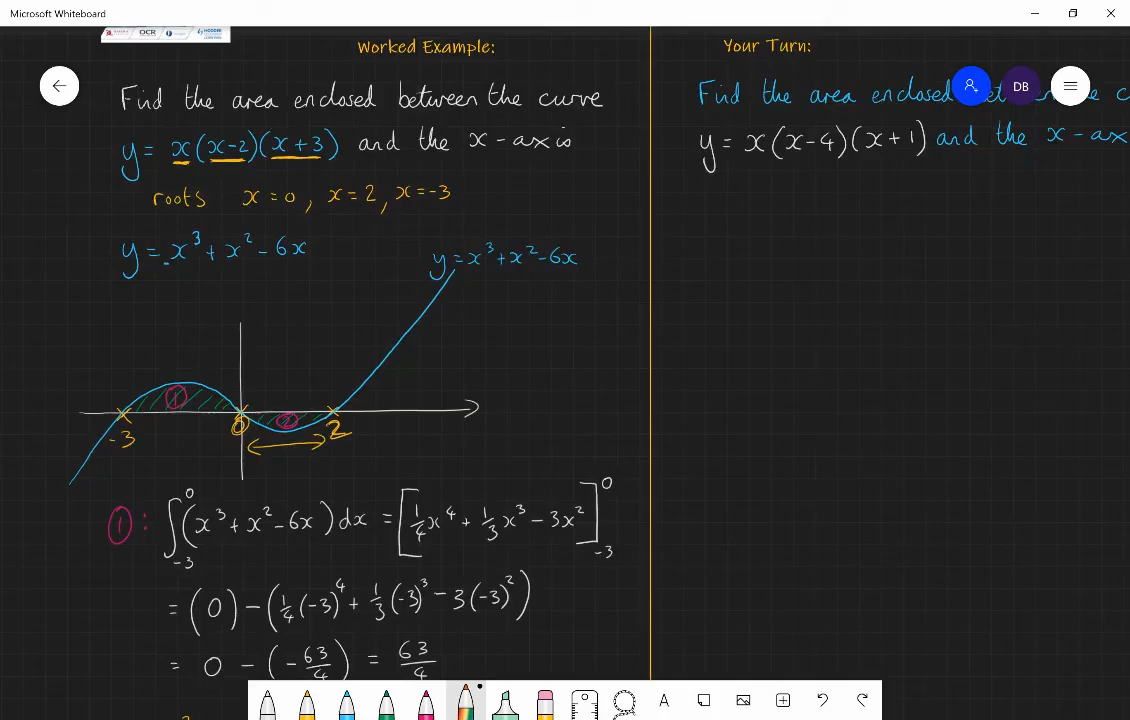 Microsoft Whiteboard
OCR
HODDER
Worked Example:
Find the area enclosed between the curve
y = x(x-2)(x+3) and the x-axis
roots x=0, x=2, x=-3
y = x³ + x² - 6x
y = x³ + x² - 6x
①
②
-3
0
2
①: ∫₋₃⁰ (x³ + x² - 6x) dx = [¼x⁴ + ⅓x³ - 3x²]₋₃⁰
= (0) - (¼(-3)⁴ + ⅓(-3)³ - 3(-3)²)
= 0 - (-63/4) = 63/4
Your Turn:
Find the area enclosed
y = x(x-4)(x+1) and the x-ax
DB
A